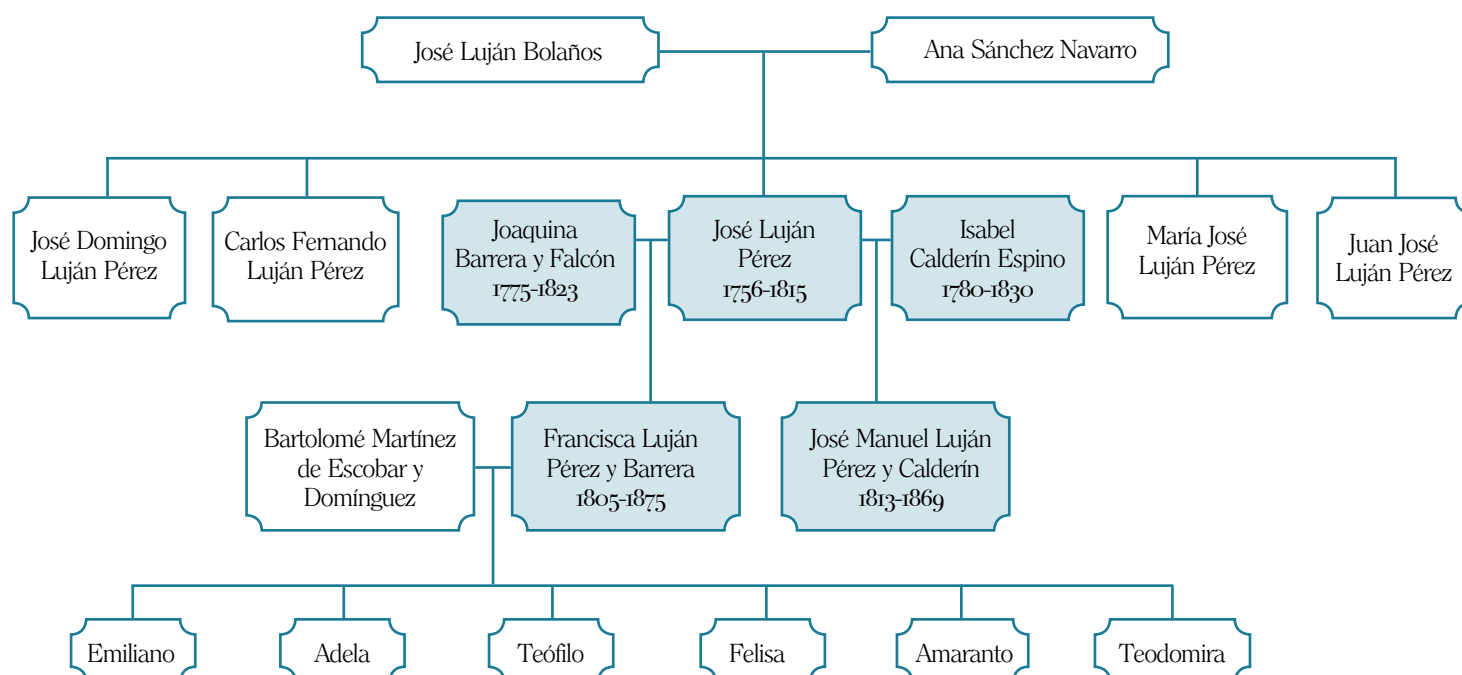 José Luján Bolaños
Ana Sánchez Navarro
José Domingo
Luján Pérez
Carlos Fernando
Luján Pérez
Joaquina
Barrera y Falcón
1775-1823
José Luján
Pérez
1756-1815
Isabel
Calderín Espino
1780-1830
María José
Luján Pérez
Juan José
Luján Pérez
Bartolomé Martínez
de Escobar y
Domínguez
Francisca Luján
Pérez y Barrera
1805-1875
José Manuel Luján
Pérez y Calderín
1813-1869
Emiliano
Adela
Teófilo
Felisa
Amaranto
Teodomira